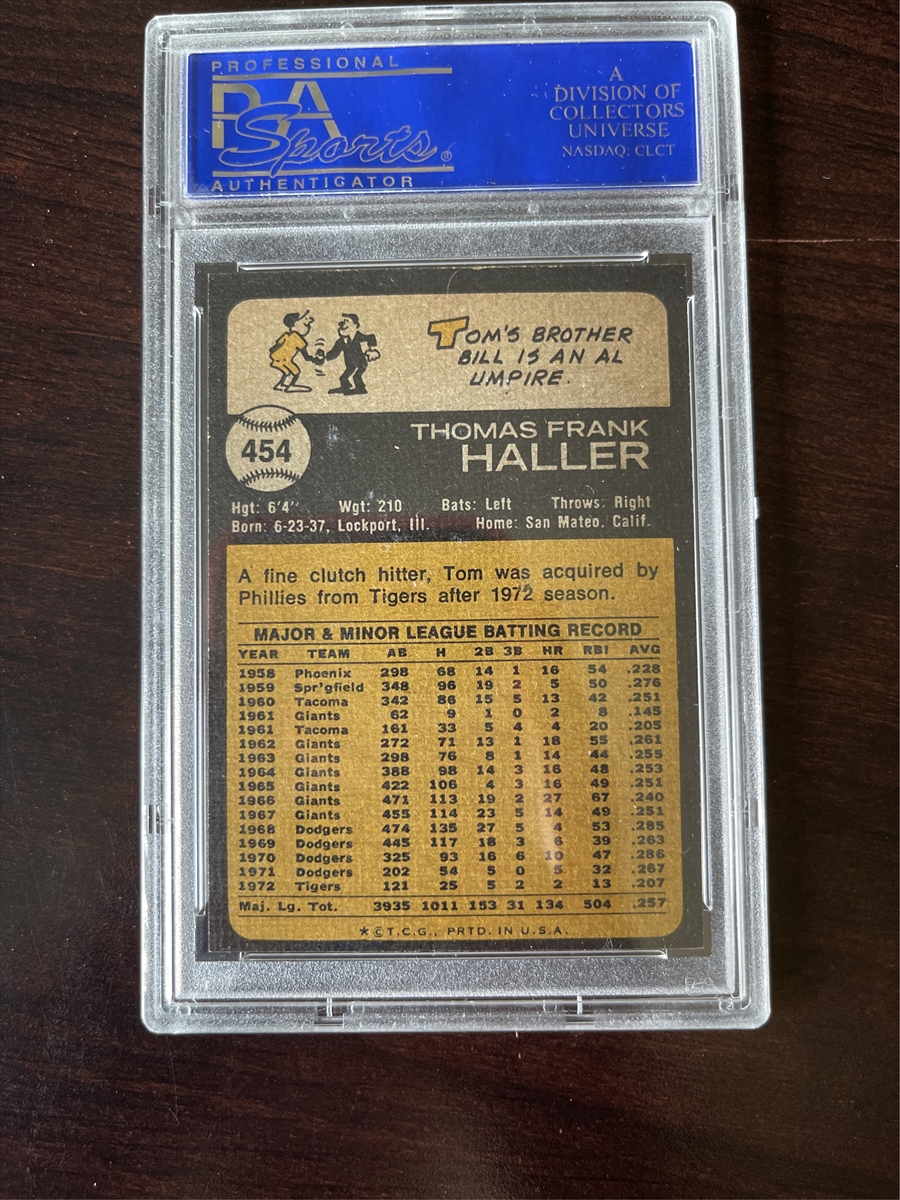 PROFESSIONAL
PSA
Sports®
AUTHENTICATOR
A
DIVISION OF
COLLECTORS
UNIVERSE
NASDAQ: CLCT
TOM'S BROTHER
BILL IS AN AL
UMPIRE.
454
THOMAS FRANK
HALLER
Hgt: 6'4" Wgt: 210 Bats: Left Throws: Right
Born: 6-23-37, Lockport, Ill. Home: San Mateo, Calif.
A fine clutch hitter, Tom was acquired by
Phillies from Tigers after 1972 season.
MAJOR & MINOR LEAGUE BATTING RECORD
YEAR TEAM AB H 2B 3B HR RBI AVG
1958 Phoenix 298 68 14 1 16 54 .228
1959 Spr'gfield 348 96 19 2 5 50 .276
1960 Tacoma 342 86 15 5 13 42 .251
1961 Giants 62 9 1 0 2 8 .145
1961 Tacoma 161 33 5 4 4 20 .205
1962 Giants 272 71 13 1 18 55 .261
1963 Giants 298 76 8 1 14 44 .255
1964 Giants 388 98 14 3 16 48 .253
1965 Giants 422 106 4 3 16 49 .251
1966 Giants 471 113 19 2 27 67 .240
1967 Giants 455 114 23 5 14 49 .251
1968 Dodgers 474 135 27 5 4 53 .285
1969 Dodgers 445 117 18 3 6 39 .263
1970 Dodgers 325 93 16 6 10 47 .286
1971 Dodgers 202 54 5 0 5 32 .267
1972 Tigers 121 25 5 2 2 13 .207
Maj. Lg. Tot. 3935 1011 153 31 134 504 .257
★©T.C.G., PRTD. IN U.S.A.